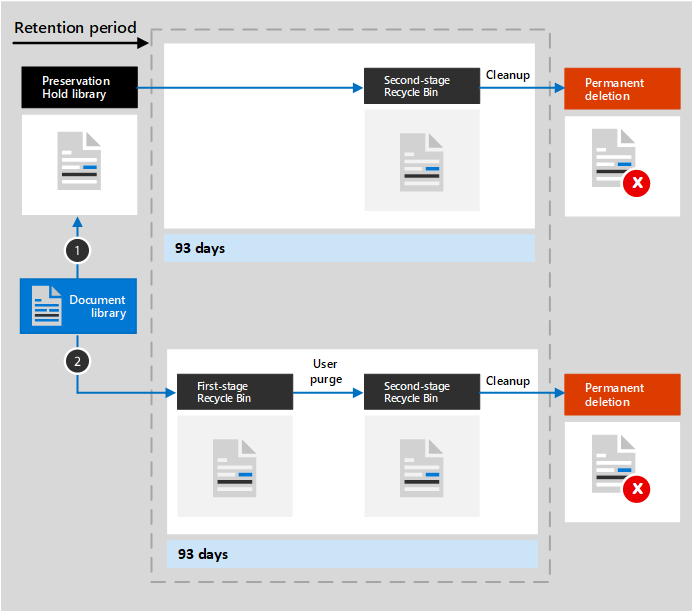 Retention period
Preservation
Hold library
Second-stage
Recycle Bin
Cleanup
Permanent
deletion
X
93 days
1
Document
library
2
First-stage
Recycle Bin
User
purge
Second-stage
Recycle Bin
Cleanup
Permanent
deletion
X
93 days